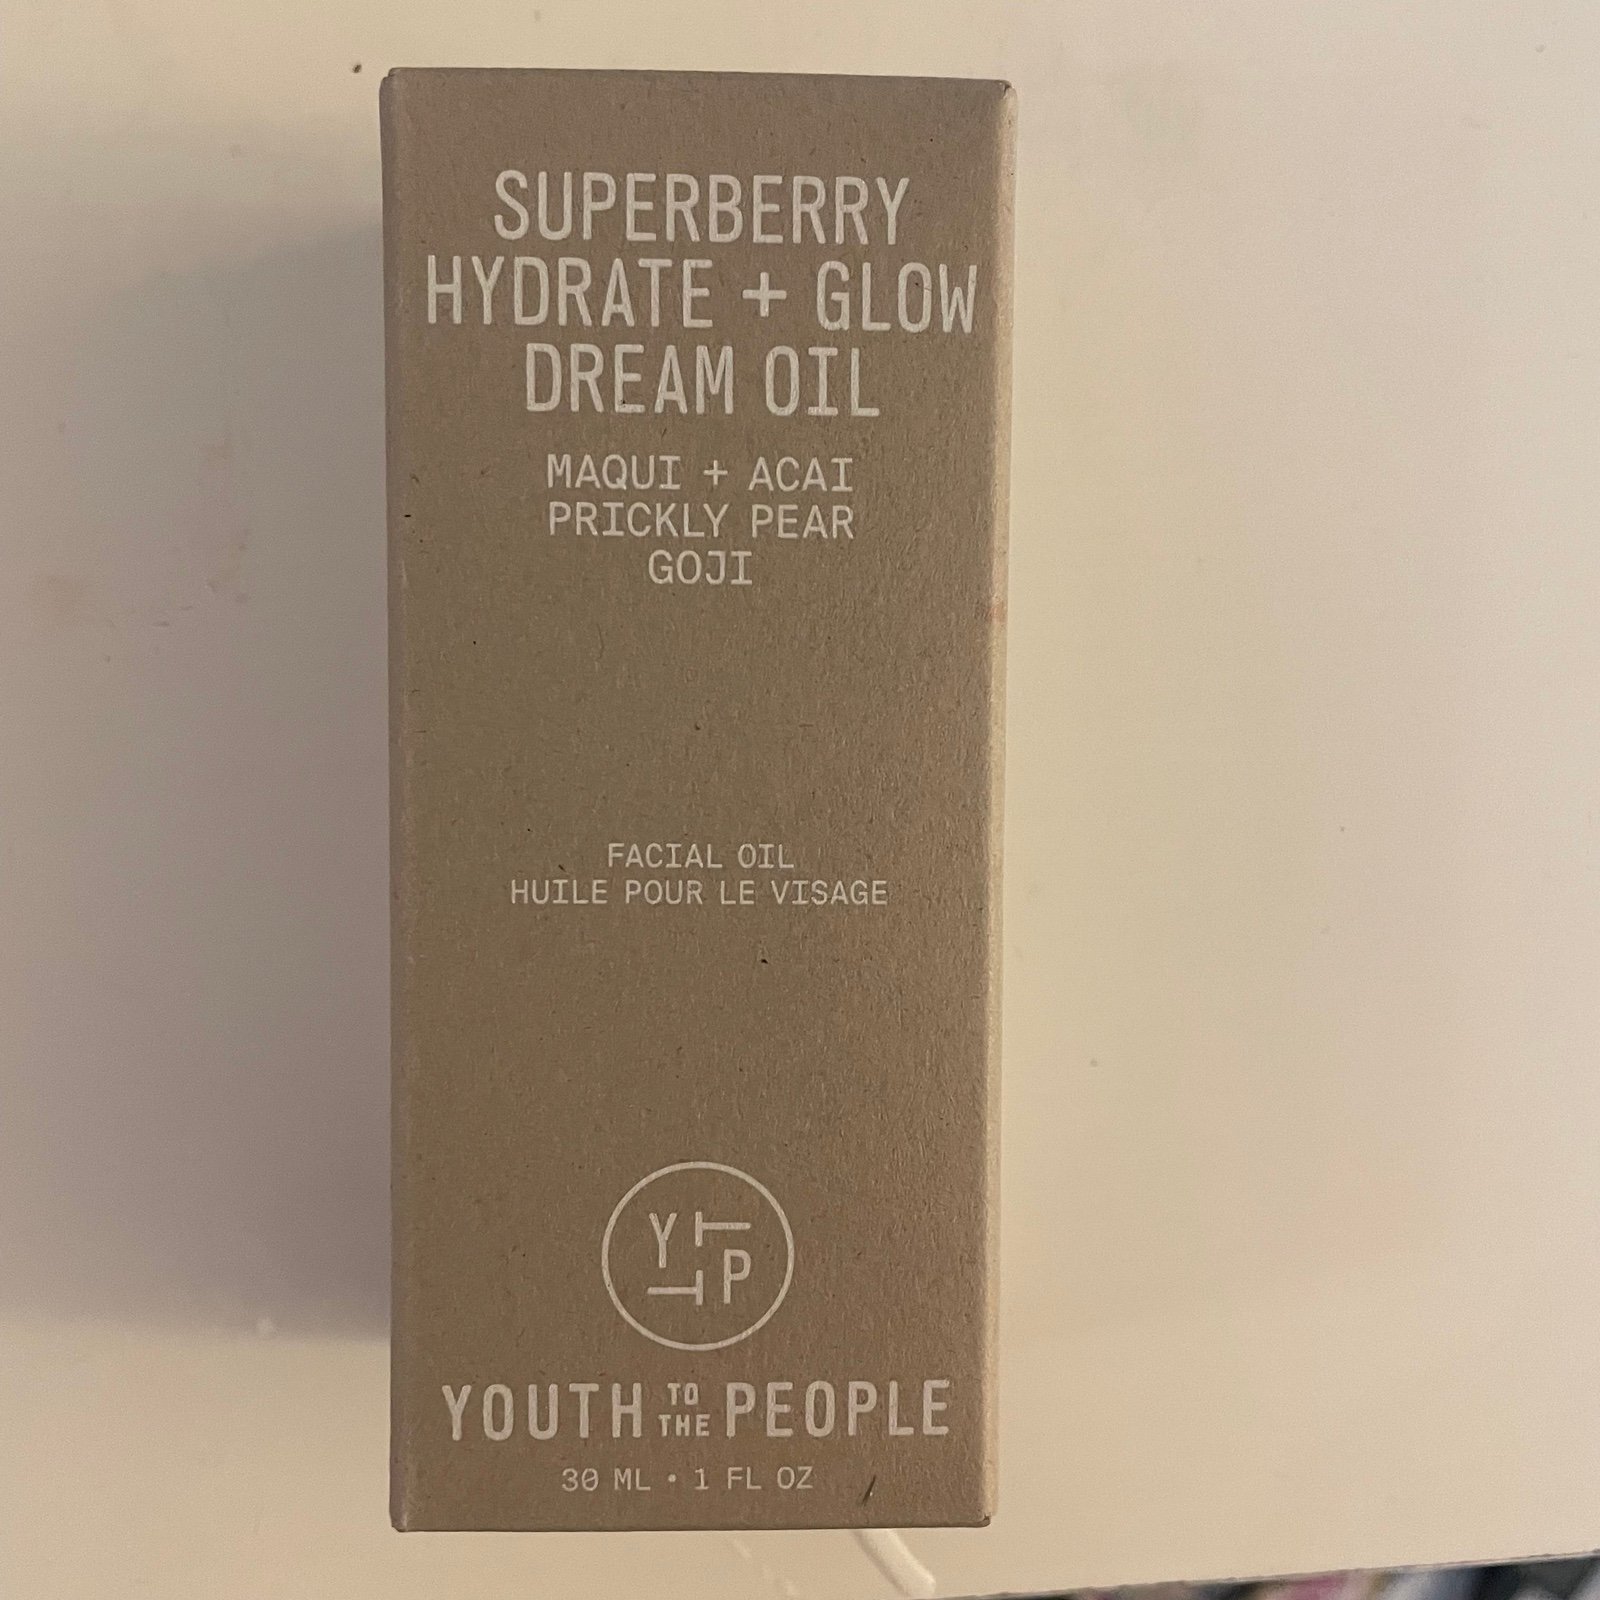 SUPERBERRY
HYDRATE + GLOW
DREAM OIL
MAQUI + ACAI
PRICKLY PEAR
GOJI
FACIAL OIL
HUILE POUR LE VISAGE
Y T
T P
YOUTH TO THE PEOPLE
30 ML • 1 FL OZ